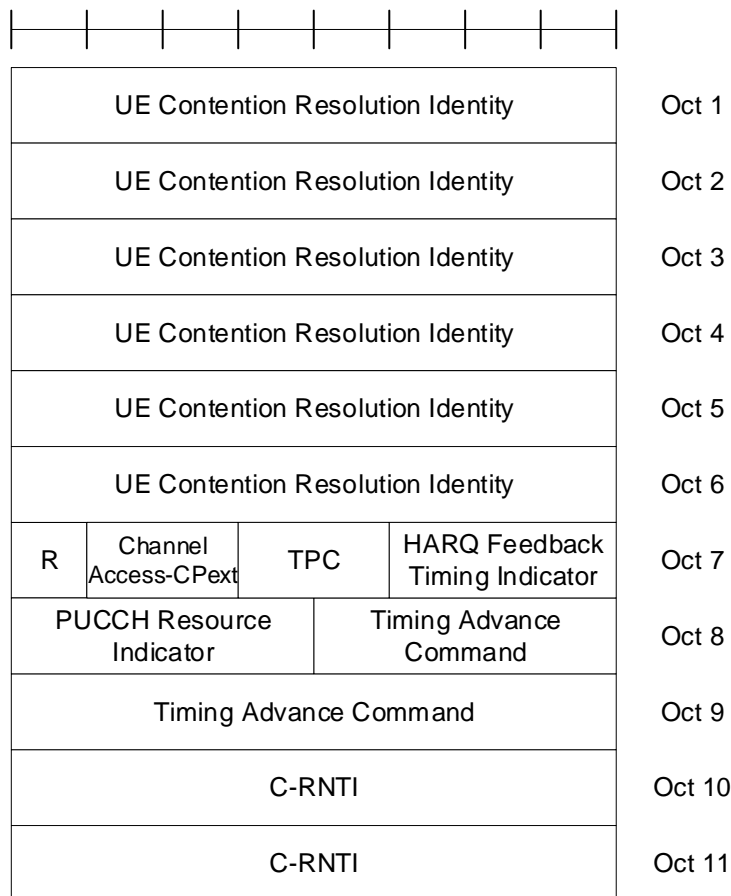 UE Contention Resolution Identity Oct 1
UE Contention Resolution Identity Oct 2
UE Contention Resolution Identity Oct 3
UE Contention Resolution Identity Oct 4
UE Contention Resolution Identity Oct 5
UE Contention Resolution Identity Oct 6
R
Channel
Access-CPext
TPC
HARQ Feedback
Timing Indicator
Oct 7
PUCCH Resource
Indicator
Timing Advance
Command
Oct 8
Timing Advance Command Oct 9
C-RNTI Oct 10
C-RNTI Oct 11